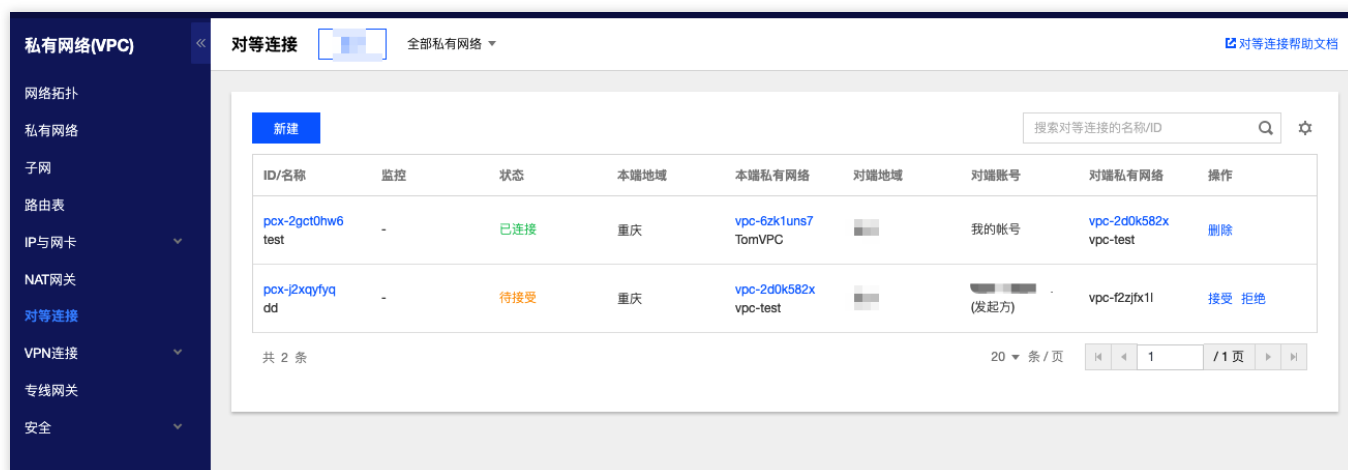 私有网络(VPC)
«
对等连接
全部私有网络
对等连接帮助文档
网络拓扑
私有网络
子网
路由表
IP与网卡
NAT网关
对等连接
VPN连接
专线网关
安全
新建
搜索对等连接的名称/ID
ID/名称 监控 状态 本端地域 本端私有网络 对端地域 对端账号 对端私有网络 操作
pcx-2gct0hw6 vpc-6zk1uns7 vpc-2d0k582x
test - 已连接 重庆 TomVPC 我的帐号 vpc-test 删除
pcx-j2xqyfyq vpc-2d0k582x
dd - 待接受 重庆 vpc-test (发起方) vpc-f2zjfx1l 接受 拒绝
共 2 条 20 条 / 页 1 / 1 页